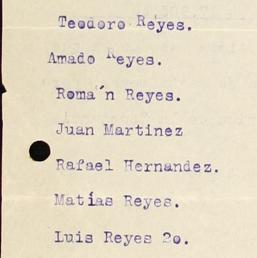 Teodoro Reyes.
Amado Reyes.
Roma´n Reyes.
Juan Martinez
Rafael Hernandez.
Matías Reyes.
Luis Reyes 2o.